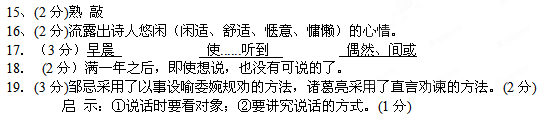 15、(2分)熟 敲
16、(2分)流露出诗人悠闲（闲适、舒适、惬意、慵懒）的心情。
17、（3分）早晨 使……听到 偶然、间或
18. （2分）满一年之后，即使想说，也没有可说的了。
19. (3分)邹忌采用了以事设喻委婉规劝的方法，诸葛亮采用了直言劝谏的方法。(2分)
启 示：①说话时要看对象；②要讲究说话的方式。(1分)